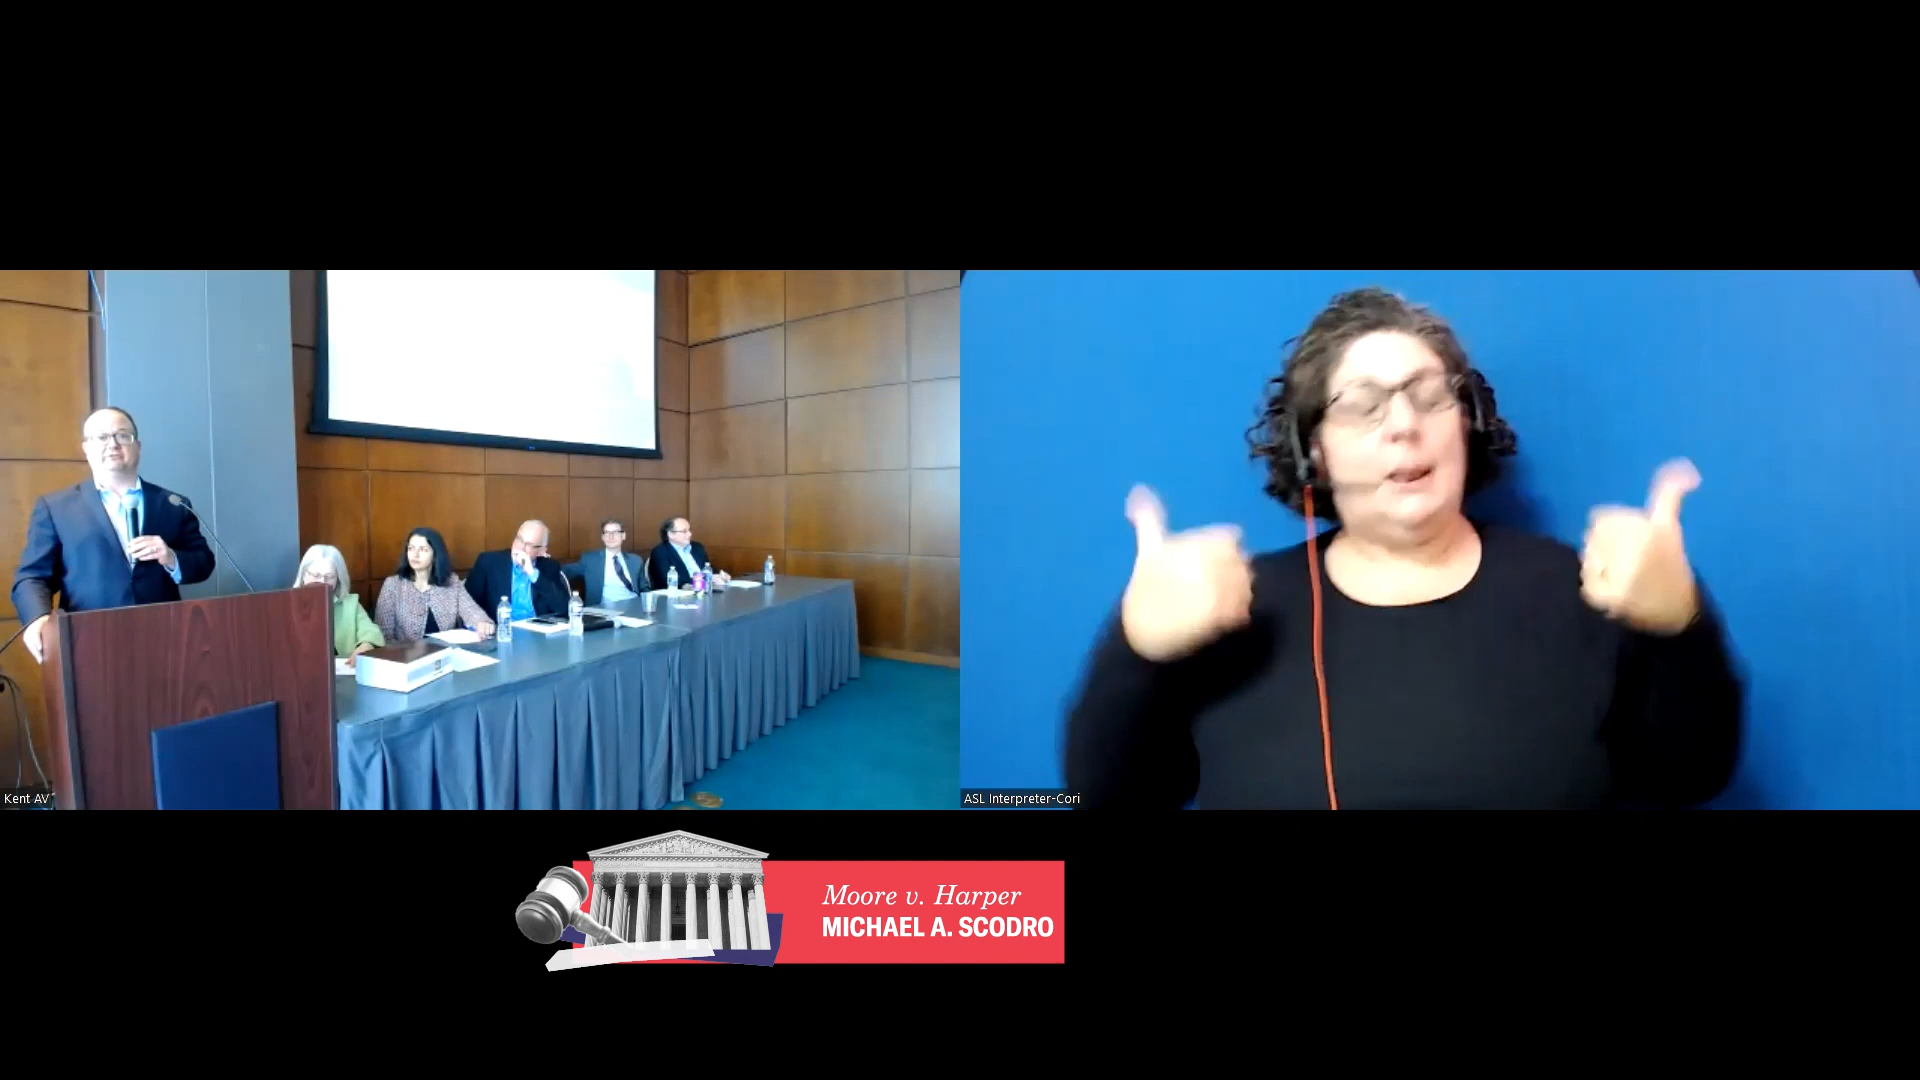 Kent AV
ASL Interpreter-Cori
Moore v. Harper
MICHAEL A. SCODRO